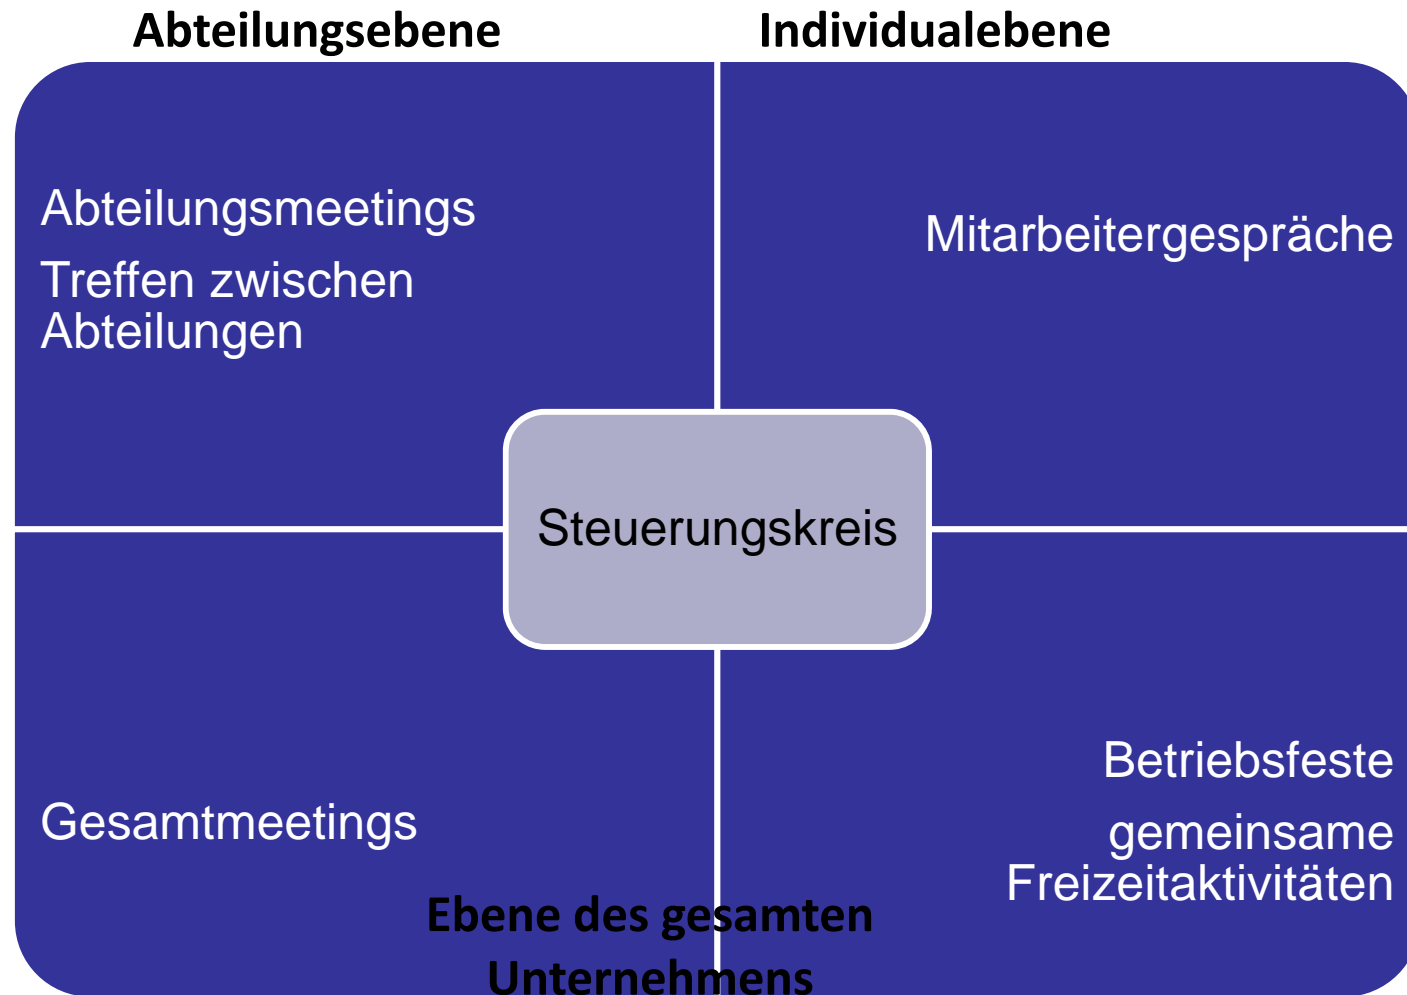 Abteilungsebene
Individualebene
Abteilungsmeetings
Treffen zwischen
Abteilungen
Mitarbeitergespräche
Steuerungskreis
Gesamtmeetings
Betriebsfeste
gemeinsame
Freizeitaktivitäten
Ebene des gesamten
Unternehmens